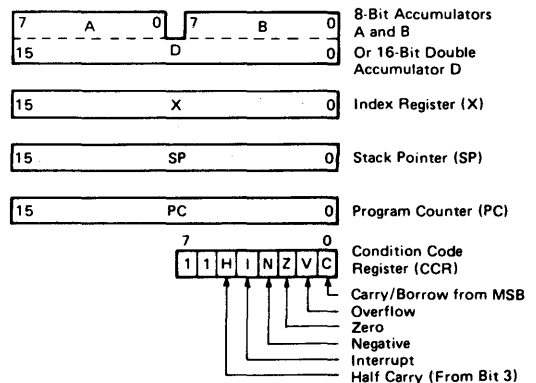 7 A 0 7 B 0 8-Bit Accumulators
A and B
15 D 0 Or 16-Bit Double
Accumulator D
15 X 0 Index Register (X)
15 SP 0 Stack Pointer (SP)
15 PC 0 Program Counter (PC)
7 0
1 1 H I N Z V C Condition Code
Register (CCR)
Carry/Borrow from MSB
Overflow
Zero
Negative
Interrupt
Half Carry (From Bit 3)